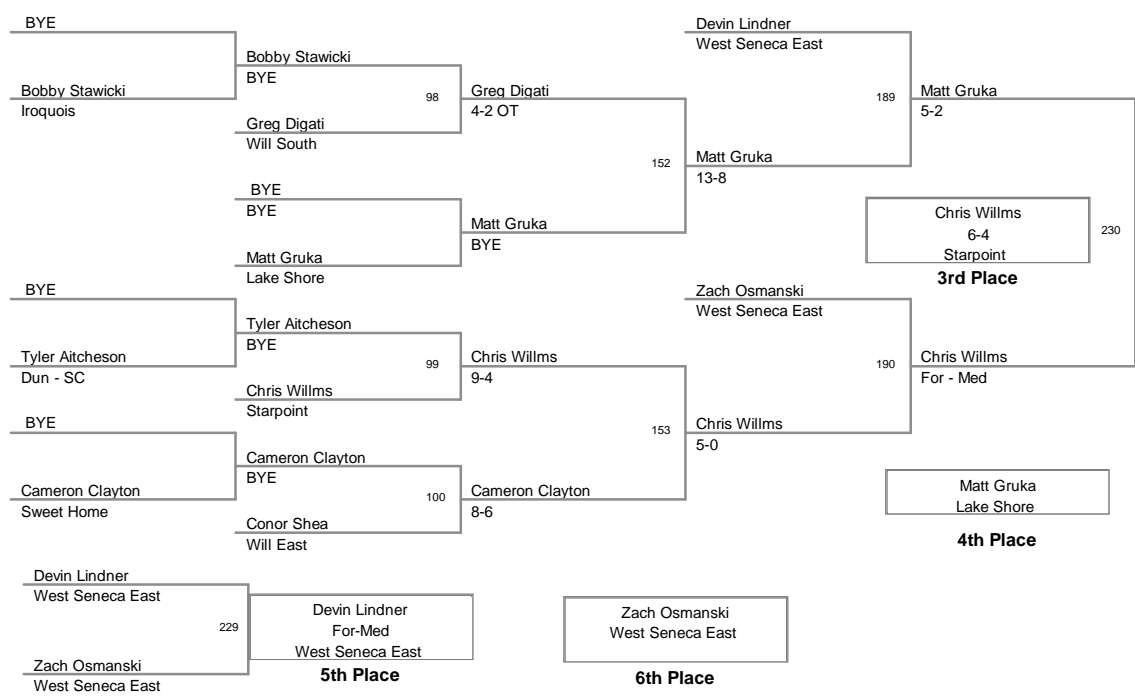 BYE
Bobby Stawicki
Iroquois
Bobby Stawicki
BYE
98
Greg Digati
Will South
Greg Digati
4-2 OT
BYE
BYE
Matt Gruka
Lake Shore
Matt Gruka
BYE
152
Matt Gruka
13-8
Devin Lindner
West Seneca East
189
Matt Gruka
5-2
Chris Willms
6-4
Starpoint
3rd Place
230
BYE
Tyler Aitcheson
Dun - SC
Tyler Aitcheson
BYE
99
Chris Willms
Starpoint
Chris Willms
9-4
BYE
Cameron Clayton
Sweet Home
Cameron Clayton
BYE
100
Conor Shea
Will East
Cameron Clayton
8-6
153
Chris Willms
5-0
Zach Osmanski
West Seneca East
190
Chris Willms
For - Med
Matt Gruka
Lake Shore
4th Place
Devin Lindner
West Seneca East
229
Zach Osmanski
West Seneca East
Devin Lindner
For-Med
West Seneca East
5th Place
Zach Osmanski
West Seneca East
6th Place